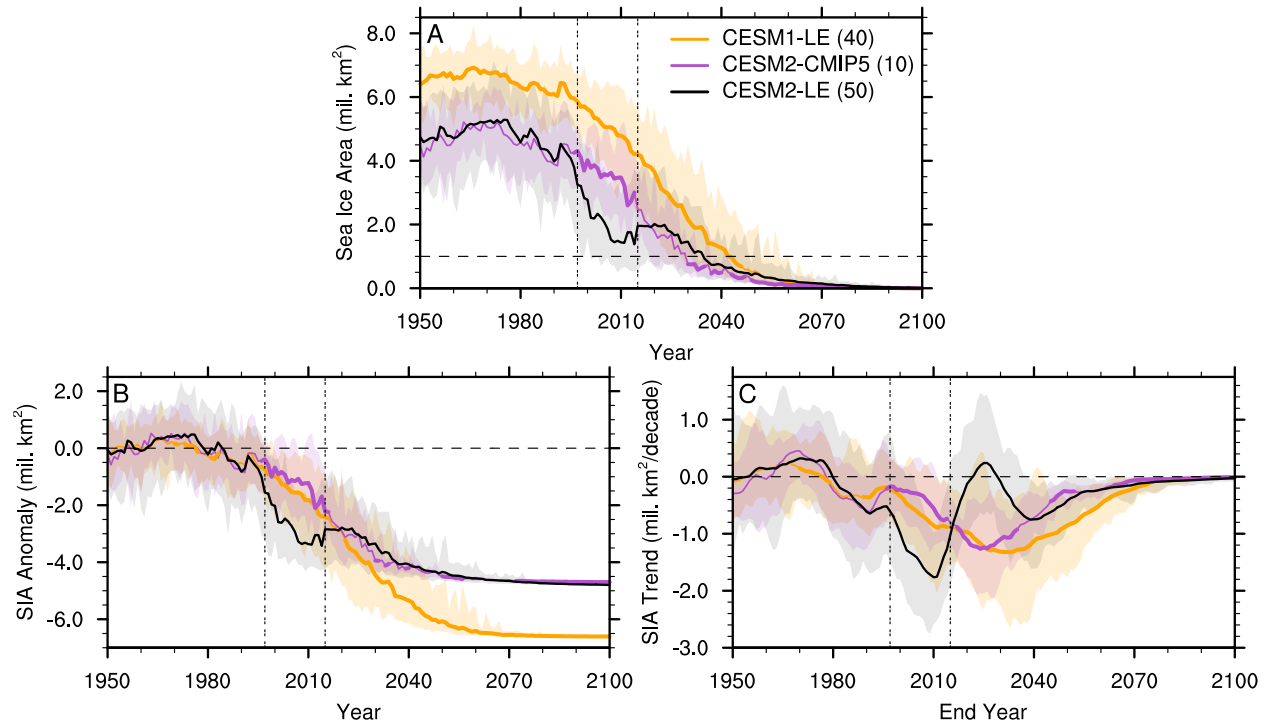 A
CESM1-LE (40)
CESM2-CMIP5 (10)
CESM2-LE (50)
Sea Ice Area (mil. km²)
8.0
6.0
4.0
2.0
0.0
1950 1980 2010 2040 2070 2100
Year
B
SIA Anomaly (mil. km²)
2.0
0.0
-2.0
-4.0
-6.0
1950 1980 2010 2040 2070 2100
Year
C
SIA Trend (mil. km²/decade)
1.0
0.0
-1.0
-2.0
-3.0
1950 1980 2010 2040 2070 2100
End Year